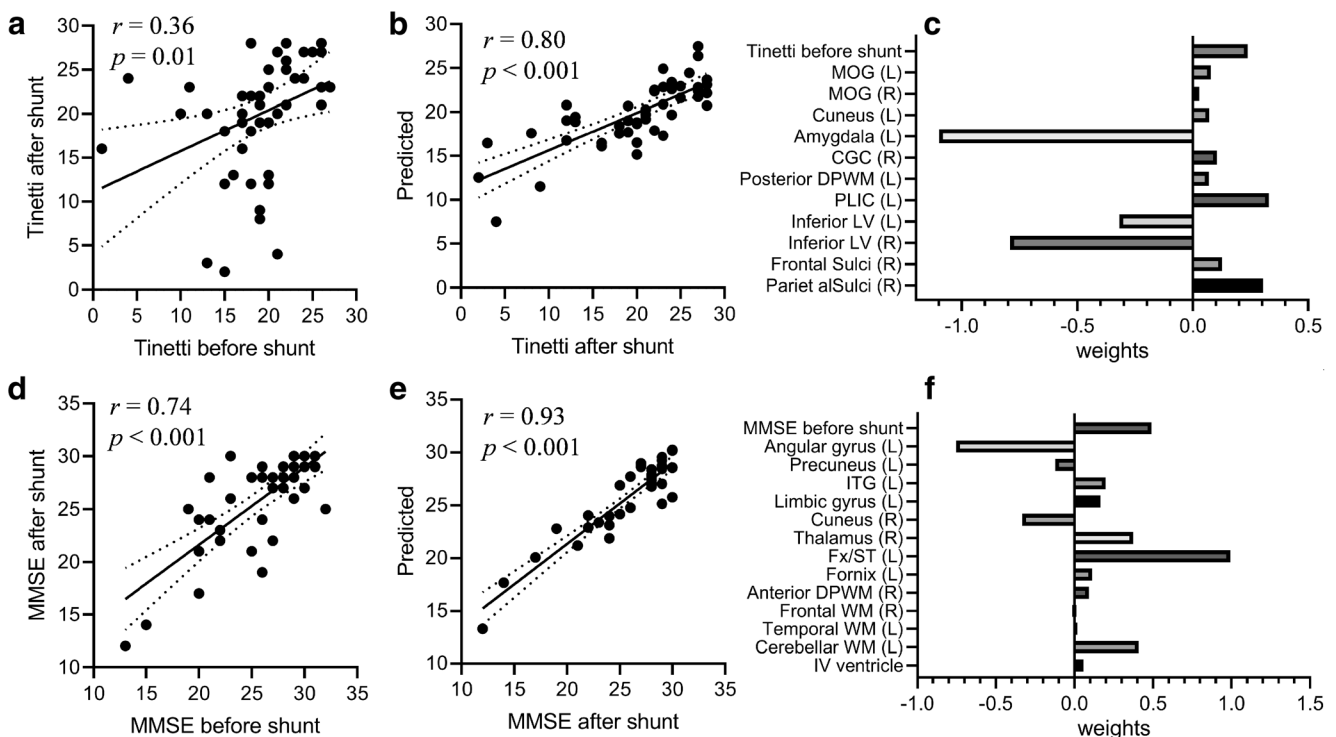 a
r = 0.36
p = 0.01
Tinetti after shunt
30
25
20
15
10
5
0
0 5 10 15 20 25 30
Tinetti before shunt
b
r = 0.80
p < 0.001
Predicted
30
25
20
15
10
5
0
0 5 10 15 20 25 30
Tinetti after shunt
c
Tinetti before shunt
MOG (L)
MOG (R)
Cuneus (L)
Amygdala (L)
CGC (R)
Posterior DPWM (L)
PLIC (L)
Inferior LV (L)
Inferior LV (R)
Frontal Sulci (R)
Pariet alSulci (R)
-1.0 -0.5 0.0 0.5
weights
d
r = 0.74
p < 0.001
MMSE after shunt
35
30
25
20
15
10
10 15 20 25 30 35
MMSE before shunt
e
r = 0.93
p < 0.001
Predicted
35
30
25
20
15
10
10 15 20 25 30 35
MMSE after shunt
f
MMSE before shunt
Angular gyrus (L)
Precuneus (L)
ITG (L)
Limbic gyrus (L)
Cuneus (R)
Thalamus (R)
Fx/ST (L)
Fornix (L)
Anterior DPWM (R)
Frontal WM (R)
Temporal WM (L)
Cerebellar WM (L)
IV ventricle
-1.0 -0.5 0.0 0.5 1.0 1.5
weights